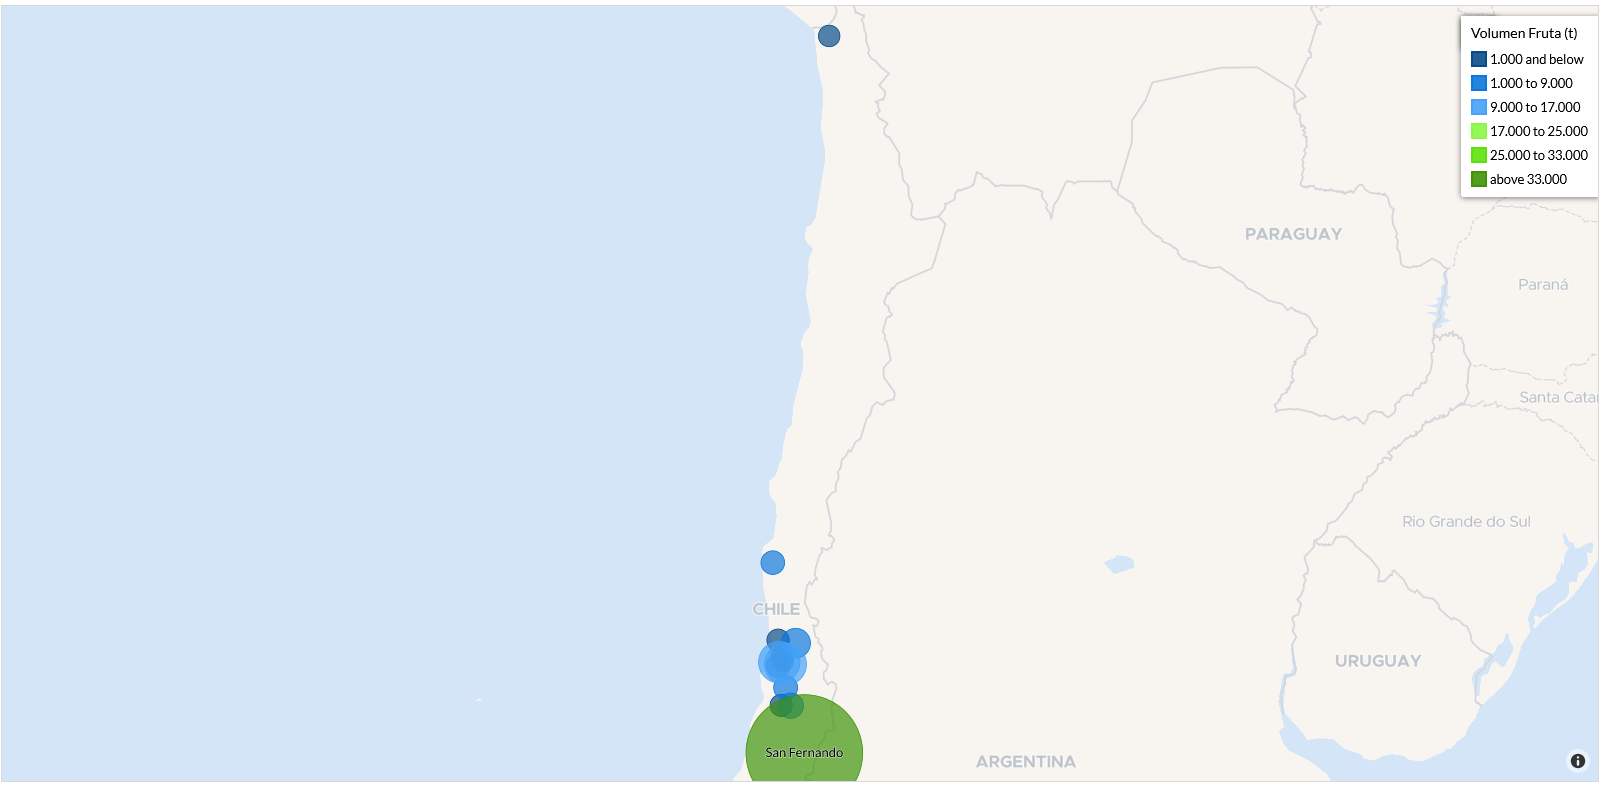 Volumen Fruta (t)
1.000 and below
1.000 to 9.000
9.000 to 17.000
17.000 to 25.000
25.000 to 33.000
above 33.000
PARAGUAY
Paraná
Santa Cata
Rio Grande do Sul
CHILE
URUGUAY
San Fernando
ARGENTINA